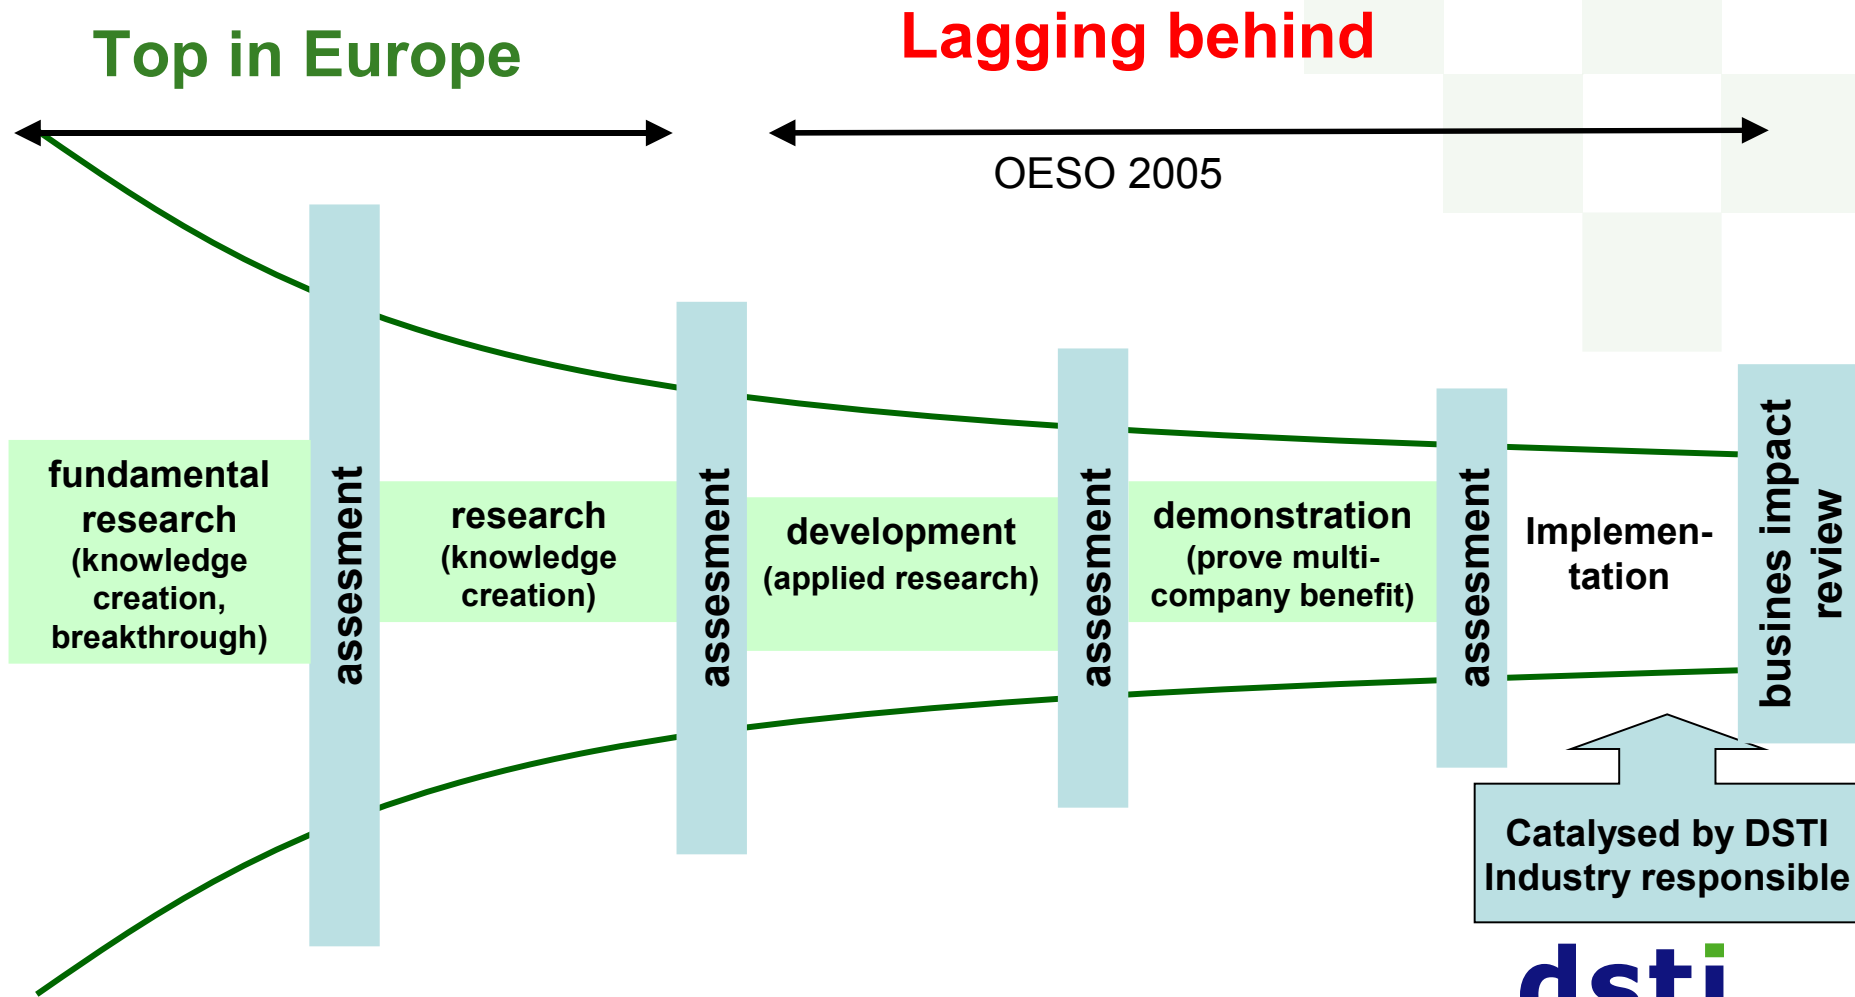 Top in Europe
Lagging behind
OESO 2005
fundamental
research
(knowledge
creation,
breakthrough)
assesment
research
(knowledge
creation)
assesment
development
(applied research)
assesment
demonstration
(prove multi-
company benefit)
assesment
Implemen-
tation
busines impact
review
Catalysed by DSTI
Industry responsible
dsti